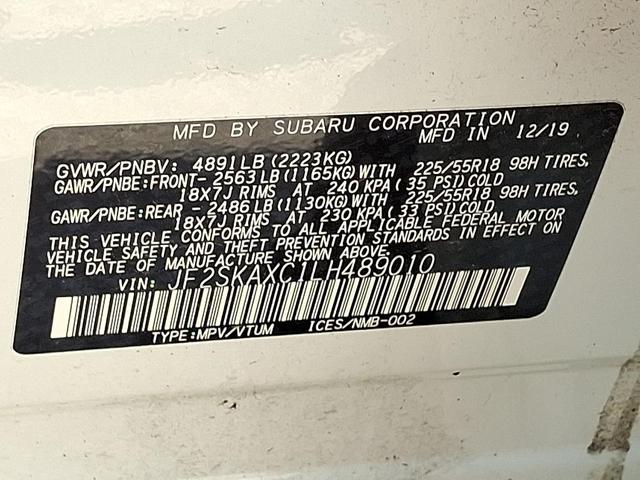 MFD BY SUBARU CORPORATION
MFD IN 12/19
GVWR/PNBV: 4891LB(2223KG)
GAWR/PNBE:FRONT- 2563LB(1165KG)WITH 225/55R18 98H TIRES,
18X7J RIMS AT 240 KPA( 35 PSI)COLD
GAWR/PNBE:REAR - 2486LB(1130KG)WITH 225/55R18 98H TIRES,
18X7J RIMS AT 230 KPA( 33 PSI)COLD
THIS VEHICLE CONFORMS TO ALL APPLICABLE FEDERAL MOTOR
VEHICLE SAFETY AND THEFT PREVENTION STANDARDS IN EFFECT ON
THE DATE OF MANUFACTURE SHOWN ABOVE.
VIN: JF2SKAXC1LH489010
TYPE:MPV/VTUM ICES/NMB-002